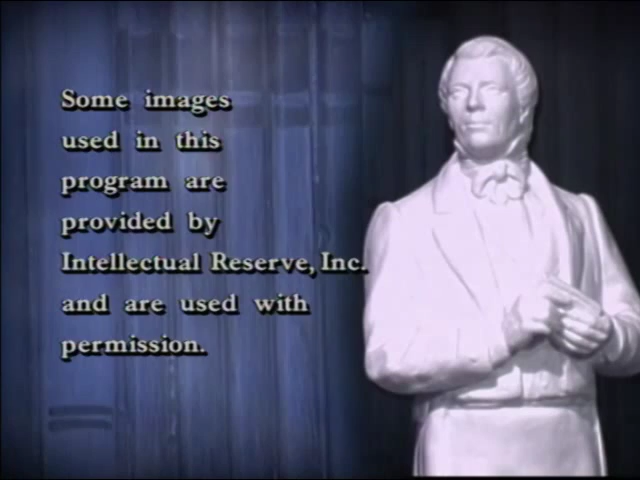 Some images
used in this
program are
provided by
Intellectual Reserve, Inc.
and are used with
permission.